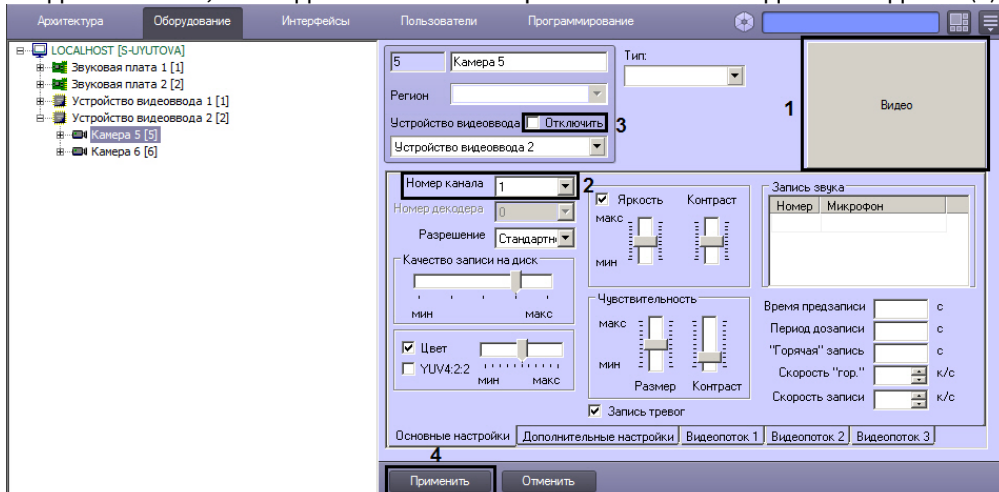 Архитектура Оборудование Интерфейсы Пользователи Программирование
LOCALHOST [S-UYUTOVA]
Звуковая плата 1 [1]
Звуковая плата 2 [2]
Устройство видеоввода 1 [1]
Устройство видеоввода 2 [2]
Камера 5 [5]
Камера 6 [6]
5 Камера 5
Тип:
Регион
Устройство видеоввода Отключить 3
Устройство видеоввода 2
1 Видео
Номер канала 1 2
Номер декодера 0
Разрешение Стандартн
Качество записи на диск
мин макс
Цвет
YUV4:2:2
мин макс
Яркость Контраст
макс
мин
Чувствительность
макс
мин
Размер Контраст
Запись тревог
Запись звука
Номер Микрофон
Время предзаписи с
Период дозаписи с
"Горячая" запись с
Скорость "гор." к/с
Скорость записи к/с
Основные настройки Дополнительные настройки Видеопоток 1 Видеопоток 2 Видеопоток 3
4
Применить Отменить